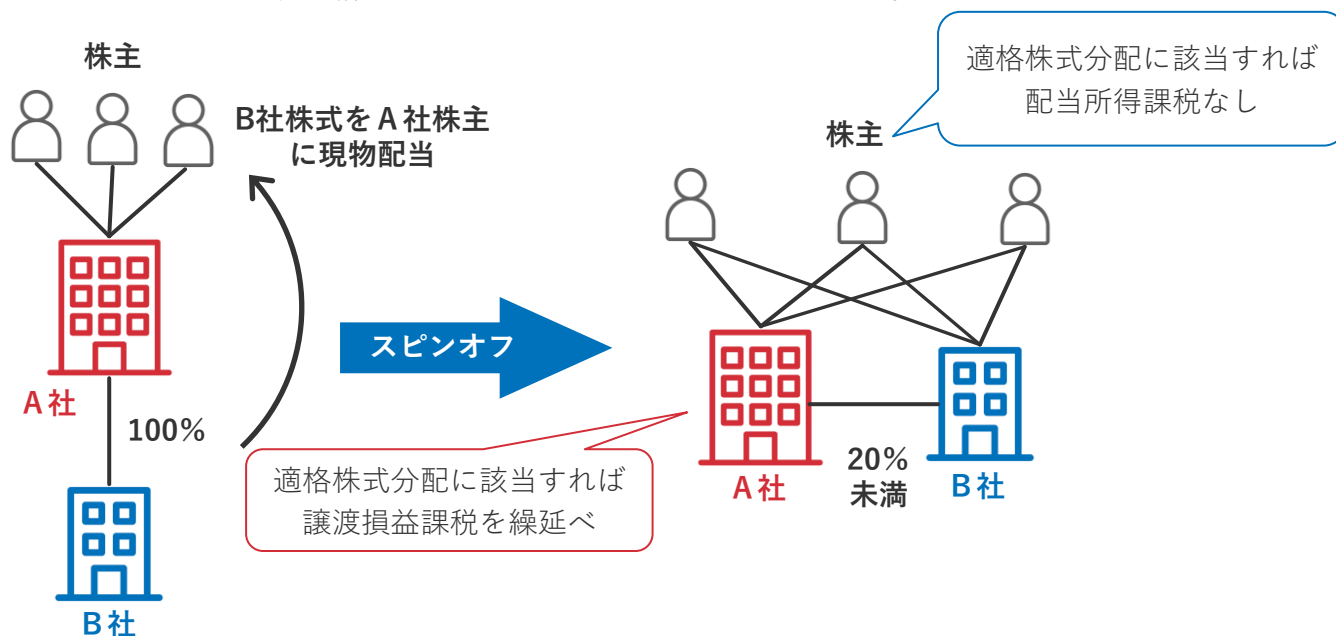 株主
B社株式をA社株主
に現物配当
A社
100%
B社
スピンオフ
適格株式分配に該当すれば
譲渡損益課税を繰延べ
適格株式分配に該当すれば
配当所得課税なし
株主
A社
20%
未満
B社